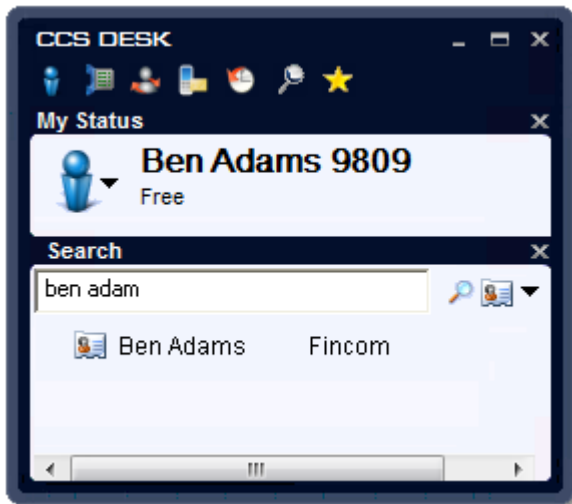 CCS DESK
My Status
Ben Adams 9809
Free
Search
ben adam
Ben Adams Fincom